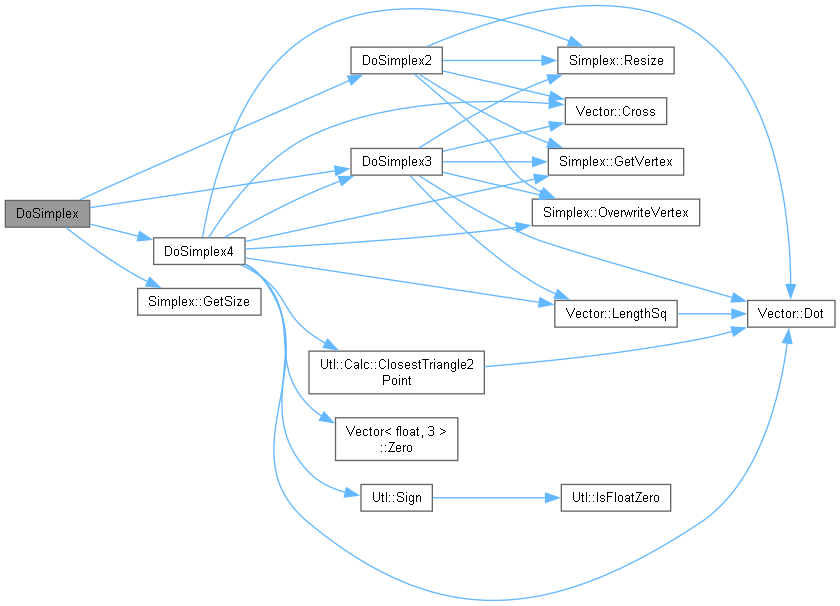 DoSimplex2
Simplex::Resize
Vector::Cross
DoSimplex3
Simplex::GetVertex
DoSimplex
Simplex::OverwriteVertex
DoSimplex4
Simplex::GetSize
Vector::LengthSq
Vector::Dot
Utl::Calc::ClosestTriangle2
Point
Vector< float, 3 >
::Zero
Utl::Sign
Utl::IsFloatZero